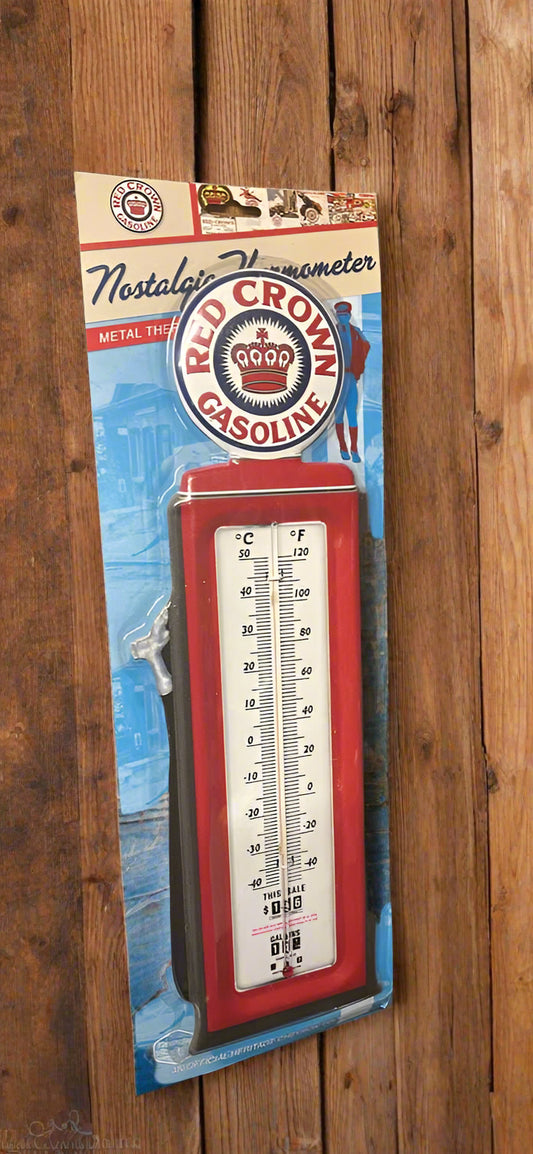 RED CROWN
GASOLINE
Nostalgic Thermometer
METAL THE
RED CROWN
GASOLINE
°C °F
50 120
40 100
30 80
20 60
10 40
0 20
-10 0
-20
-30 -20
-40 -40
THIS SALE
$
GALLONS